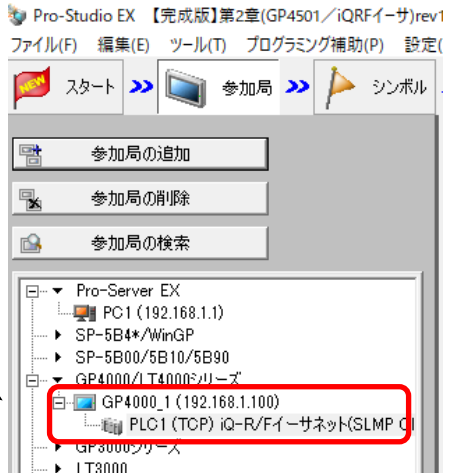 Pro-Studio EX 【完成版】第2章(GP4501／iQRFイーサ)rev1
ファイル(F) 編集(E) ツール(T) プログラミング補助(P) 設定(
スタート 参加局 シンボル
参加局の追加
参加局の削除
参加局の検索
Pro-Server EX
PC1 (192.168.1.1)
SP-5B4*/WinGP
SP-5B00/5B10/5B90
GP4000/LT4000シリーズ
GP4000_1 (192.168.1.100)
PLC1 (TCP) iQ-R/Fイーサネット(SLMP Cl
GP3000シリーズ
LT3000